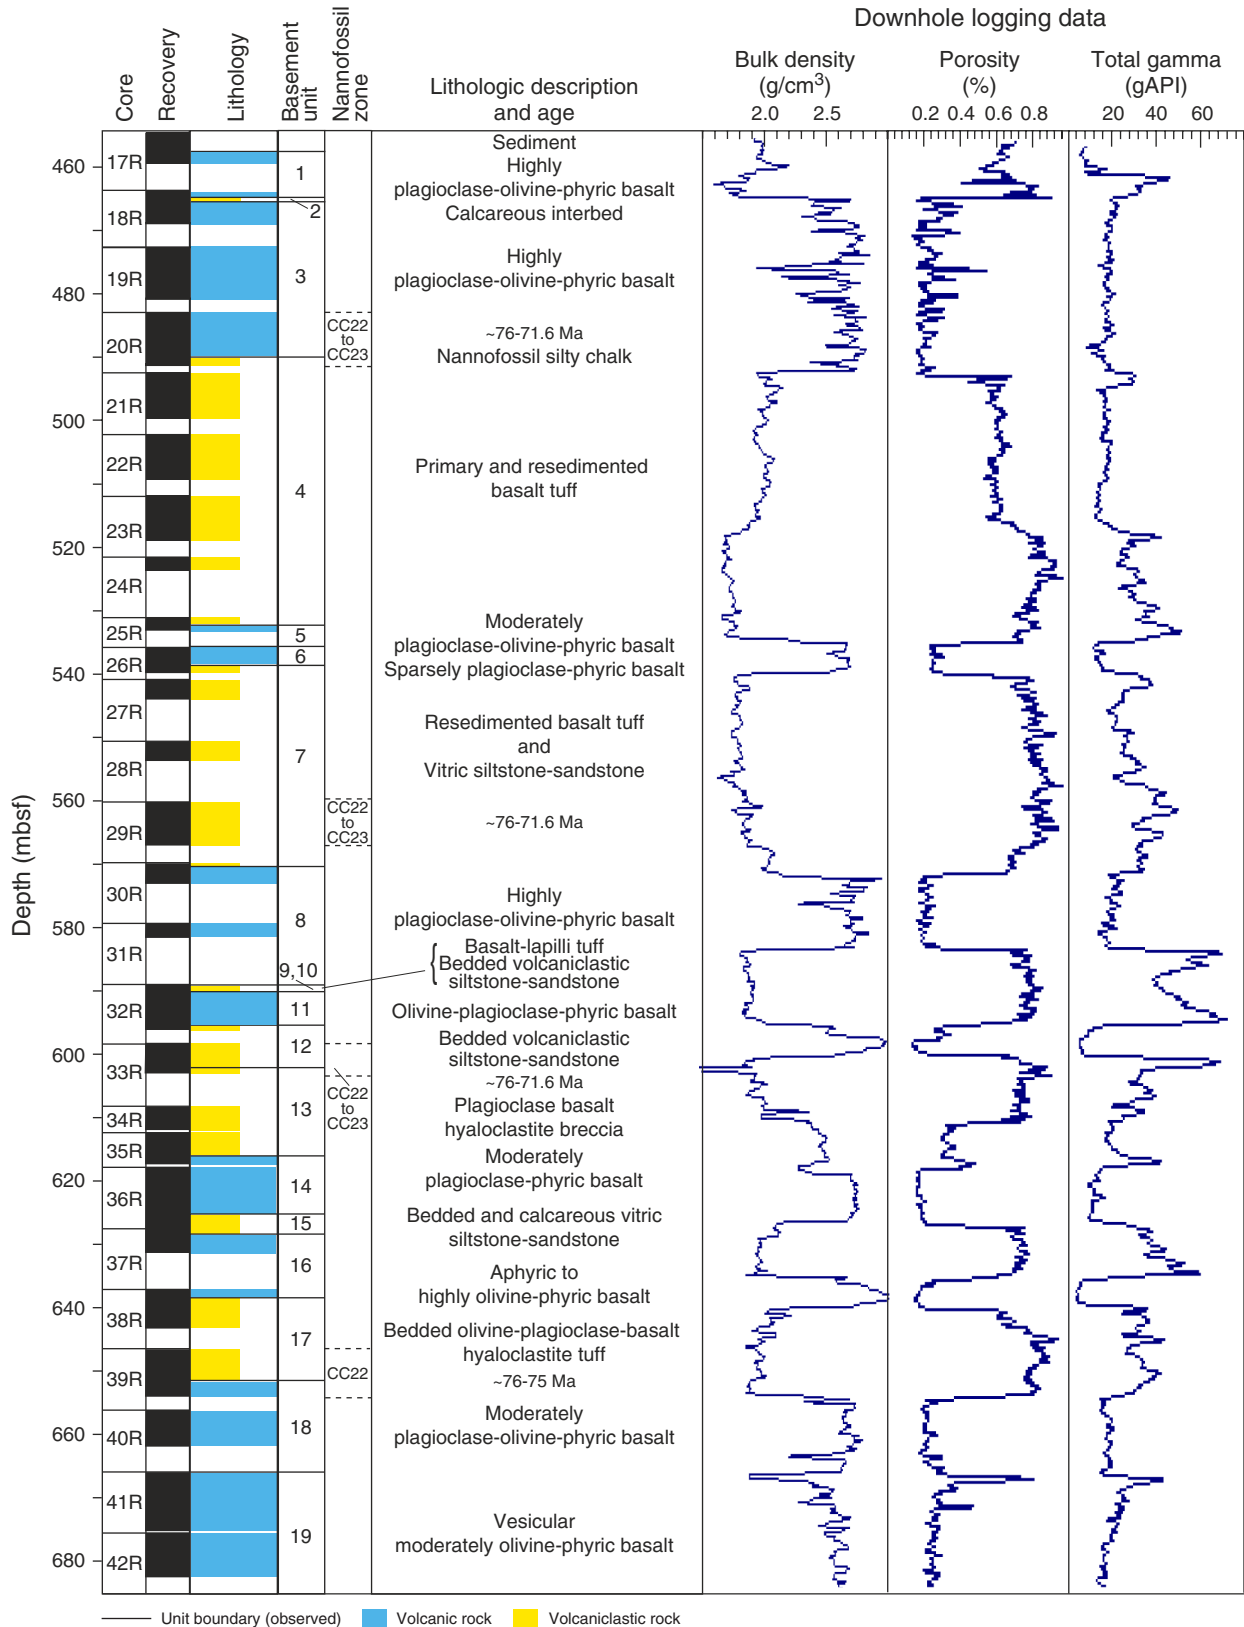 Downhole logging data
Core
Recovery
Lithology
Basement
unit
Nannofossil
zone
Lithologic description
and age
Bulk density
(g/cm3)
Porosity
(%)
Total gamma
(gAPI)
2.0 2.5
0.2 0.4 0.6 0.8
20 40 60
Depth (mbsf)
460
480
500
520
540
560
580
600
620
640
660
680
17R
18R
19R
20R
21R
22R
23R
24R
25R
26R
27R
28R
29R
30R
31R
32R
33R
34R
35R
36R
37R
38R
39R
40R
41R
42R
1
2
3
4
5
6
7
8
9,10
11
12
13
14
15
16
17
18
19
CC22
to
CC23
CC22
to
CC23
CC22
to
CC23
CC22
Sediment
Highly
plagioclase-olivine-phyric basalt
Calcareous interbed
Highly
plagioclase-olivine-phyric basalt
~76-71.6 Ma
Nannofossil silty chalk
Primary and resedimented
basalt tuff
Moderately
plagioclase-olivine-phyric basalt
Sparsely plagioclase-phyric basalt
Resedimented basalt tuff
and
Vitric siltstone-sandstone
~76-71.6 Ma
Highly
plagioclase-olivine-phyric basalt
{
Basalt-lapilli tuff
Bedded volcaniclastic
siltstone-sandstone
Olivine-plagioclase-phyric basalt
Bedded volcaniclastic
siltstone-sandstone
~76-71.6 Ma
Plagioclase basalt
hyaloclastite breccia
Moderately
plagioclase-phyric basalt
Bedded and calcareous vitric
siltstone-sandstone
Aphyric to
highly olivine-phyric basalt
Bedded olivine-plagioclase-basalt
hyaloclastite tuff
~76-75 Ma
Moderately
plagioclase-olivine-phyric basalt
Vesicular
moderately olivine-phyric basalt
Unit boundary (observed) Volcanic rock Volcaniclastic rock